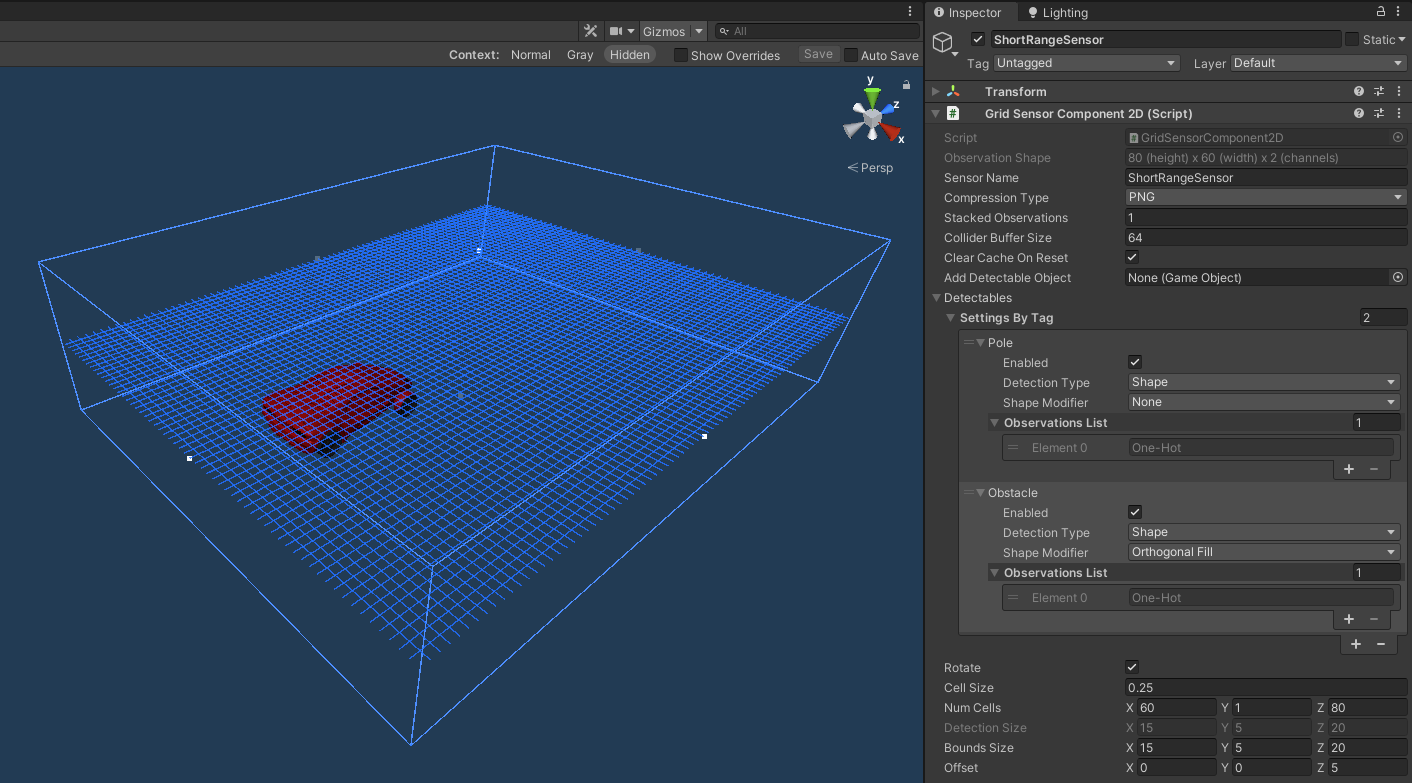 Gizmos
All
Context: Normal Gray Hidden Show Overrides Save Auto Save
y
z
x
Persp
Inspector Lighting
ShortRangeSensor Static
Tag Untagged Layer Default
Transform
# Grid Sensor Component 2D (Script)
Script GridSensorComponent2D
Observation Shape 80 (height) x 60 (width) x 2 (channels)
Sensor Name ShortRangeSensor
Compression Type PNG
Stacked Observations 1
Collider Buffer Size 64
Clear Cache On Reset
Add Detectable Object None (Game Object)
Detectables
Settings By Tag 2
Pole
Enabled
Detection Type Shape
Shape Modifier None
Observations List 1
Element 0 One-Hot
+ −
Obstacle
Enabled
Detection Type Shape
Shape Modifier Orthogonal Fill
Observations List 1
Element 0 One-Hot
+ −
+ −
Rotate
Cell Size 0.25
Num Cells X 60 Y 1 Z 80
Detection Size X 15 Y 5 Z 20
Bounds Size X 15 Y 5 Z 20
Offset X 0 Y 0 Z 5